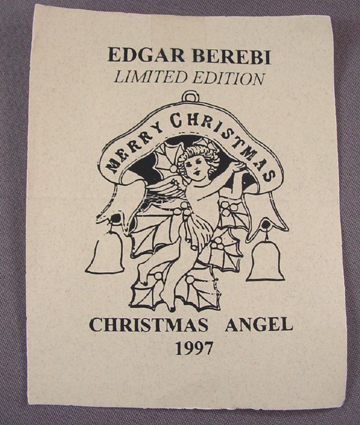 EDGAR BEREBI
LIMITED EDITION
MERRY CHRISTMAS
CHRISTMAS ANGEL
1997